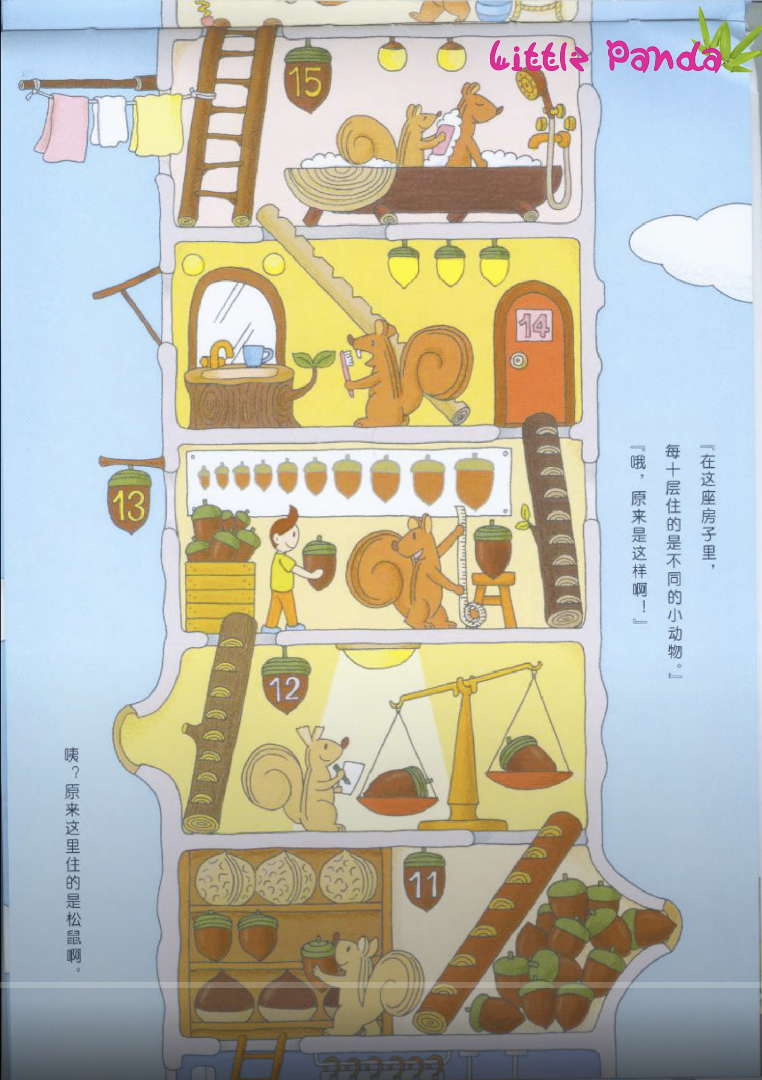 Little Panda
15
14
13
12
11
『在这座房子里，
每十层住的是不同的小动物。』
『哦，原来是这样啊！』
咦？原来这里住的是松鼠啊。